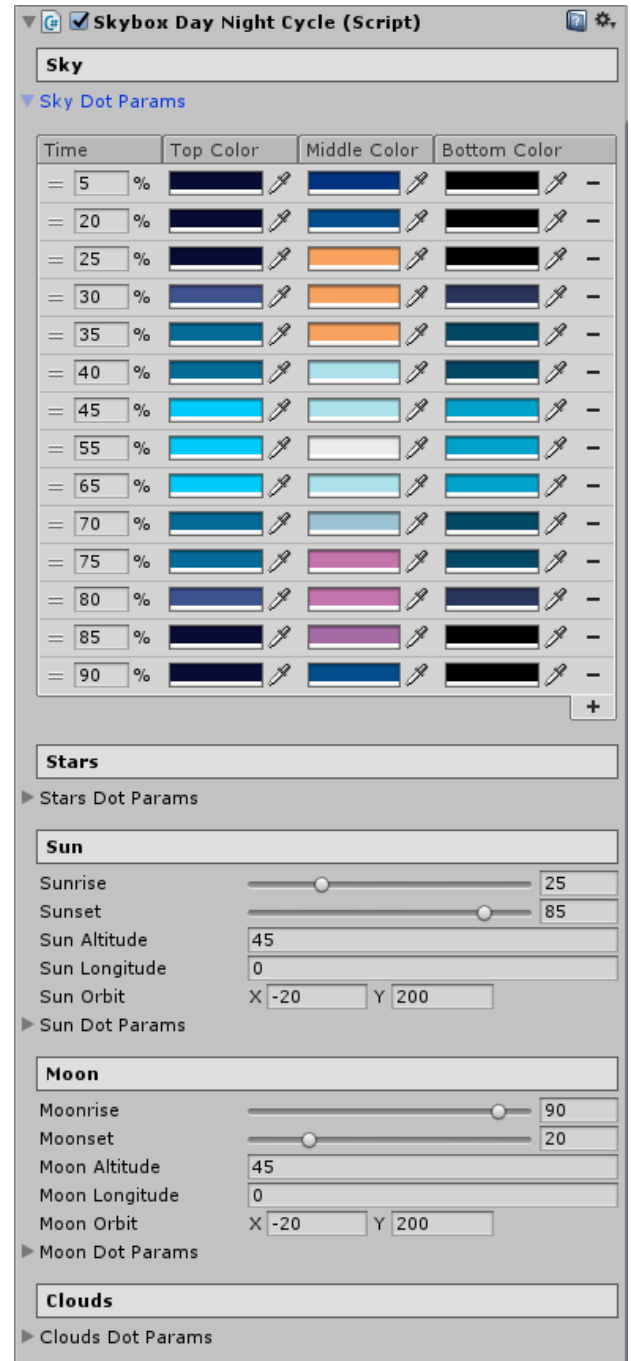 Skybox Day Night Cycle (Script)
Sky
Sky Dot Params
Time Top Color Middle Color Bottom Color
= 5 % −
= 20 % −
= 25 % −
= 30 % −
= 35 % −
= 40 % −
= 45 % −
= 55 % −
= 65 % −
= 70 % −
= 75 % −
= 80 % −
= 85 % −
= 90 % −
+
Stars
Stars Dot Params
Sun
Sunrise 25
Sunset 85
Sun Altitude 45
Sun Longitude 0
Sun Orbit X -20 Y 200
Sun Dot Params
Moon
Moonrise 90
Moonset 20
Moon Altitude 45
Moon Longitude 0
Moon Orbit X -20 Y 200
Moon Dot Params
Clouds
Clouds Dot Params